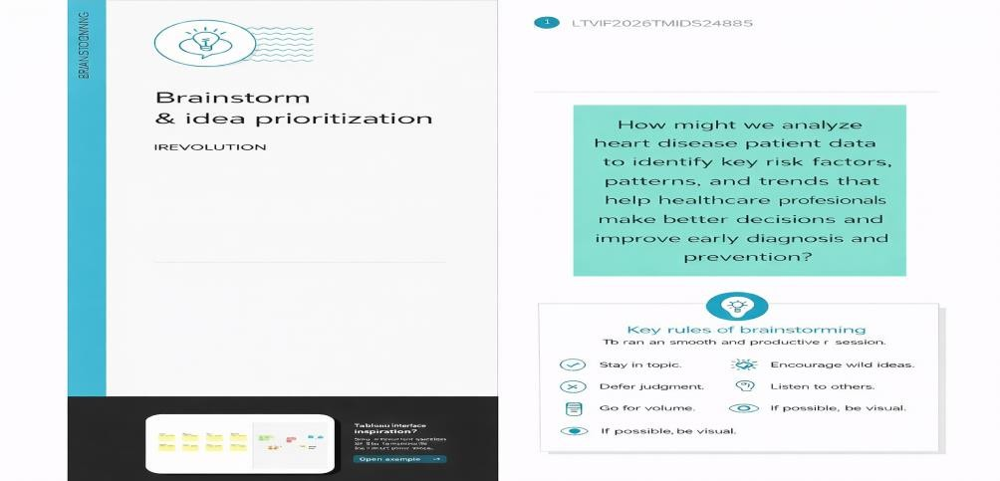 BRIANSTOONNNG
Brainstorm
& idea prioritization
IREVOLUTION
Tableau interface
inspiration?
Open example →
1 LTVIF2026TMIDS24885
How might we analyze
heart disease patient data
to identify key risk factors,
patterns, and trends that
help healthcare profesionals
make better decisions and
improve early diagnosis and
prevention?
Key rules of brainstorming
To ran an smooth and productive r session.
Stay in topic.
Encourage wild ideas.
Defer judgment.
Listen to others.
Go for volume.
If possible, be visual.
If possible, be visual.